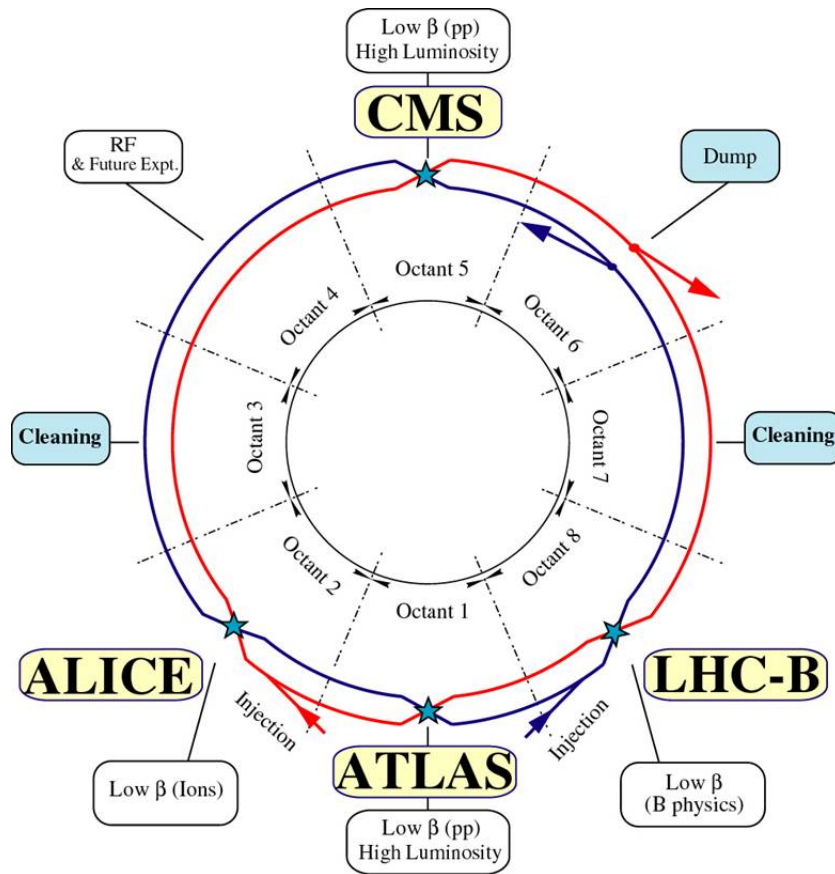 Low β (pp)
High Luminosity
CMS
RF
& Future Expt.
Dump
Octant 5
Octant 4
Octant 6
Cleaning
Octant 3
Octant 7
Cleaning
Octant 2
Octant 8
Octant 1
ALICE
LHC-B
Injection
Injection
ATLAS
Low β (Ions)
Low β
(B physics)
Low β (pp)
High Luminosity